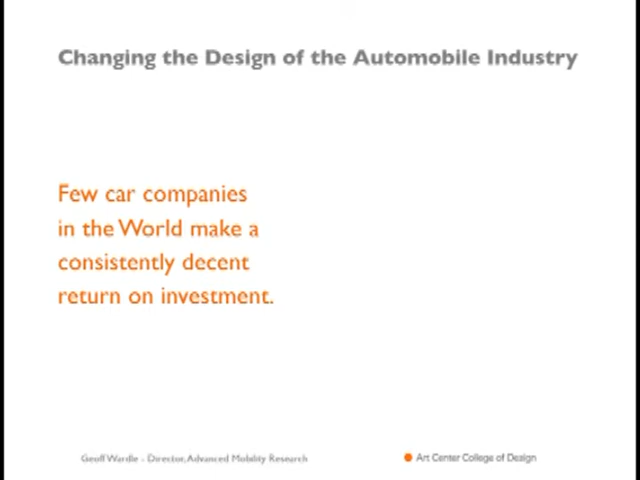 Changing the Design of the Automobile Industry
Few car companies
in the World make a
consistently decent
return on investment.
Geoff Wardle - Director, Advanced Mobility Research
Art Center College of Design